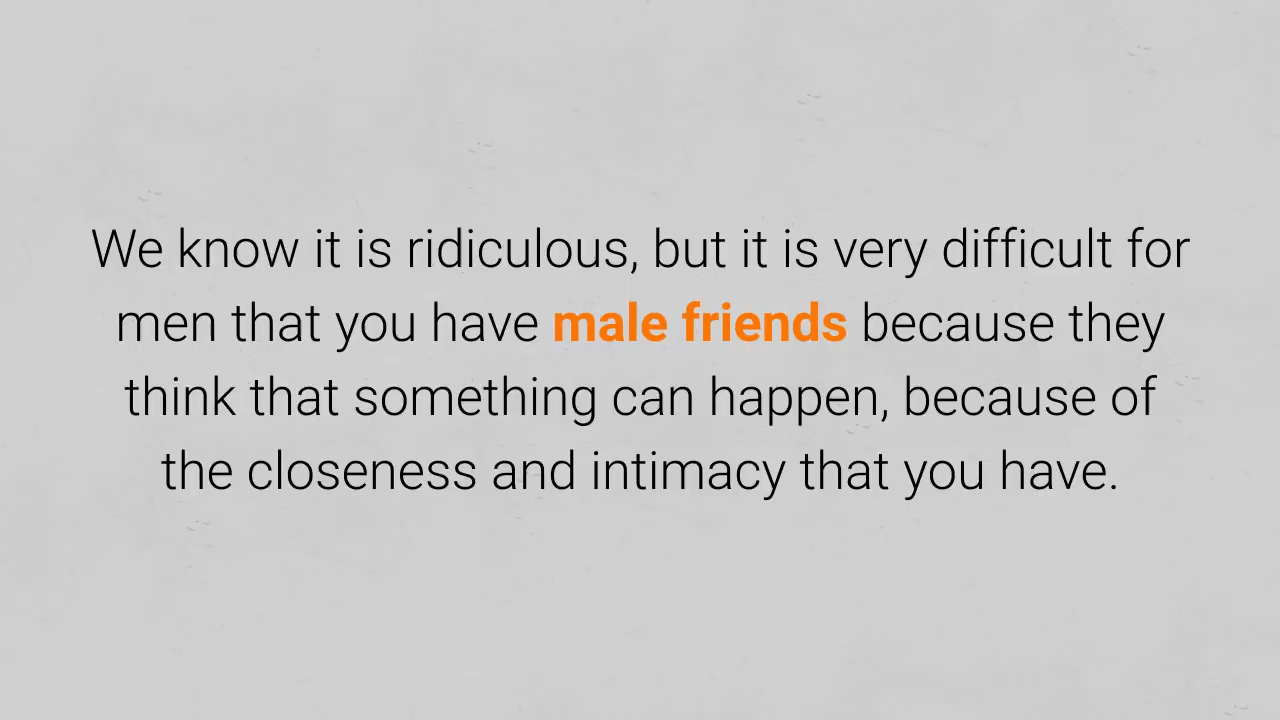 We know it is ridiculous, but it is very difficult for
men that you have male friends because they
think that something can happen, because of
the closeness and intimacy that you have.